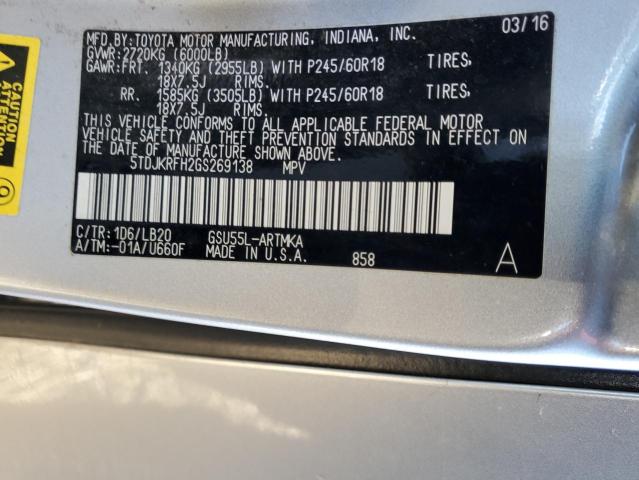 MFD.BY:TOYOTA MOTOR MANUFACTURING, INDIANA, INC. 03/16
GVWR:2720KG (6000LB)
GAWR:FRT. 1340KG (2955LB) WITH P245/60R18 TIRES,
18X7.5J RIMS.
RR. 1585KG (3505LB) WITH P245/60R18 TIRES,
18X7.5J RIMS.
THIS VEHICLE CONFORMS TO ALL APPLICABLE FEDERAL MOTOR
VEHICLE SAFETY AND THEFT PREVENTION STANDARDS IN EFFECT ON
THE DATE OF MANUFACTURE SHOWN ABOVE.
5TDJKRFH2GS269138 MPV
C/TR:1D6/LB20 GSU55L-ARTMKA
A/TM:-01A/U660F MADE IN U.S.A. 858 A
CAUTION
ATTENTION